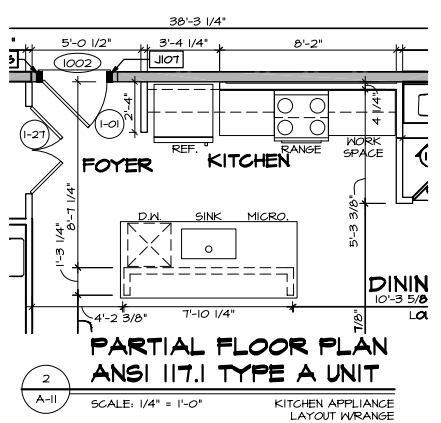 38'-3 1/4"
5'-0 1/2" 3'-4 1/4" 8'-2"
1002 J107
2'-4" 4 1/4"
1-27 1-01
REF. RANGE WORK
SPACE
FOYER KITCHEN
8'-7 1/4"
5'-3 3/8"
D.W. SINK MICRO.
1'-3 1/4"
DININ
10'-3 5/8
4'-2 3/8" 7'-10 1/4" 7/8"
PARTIAL FLOOR PLAN
ANSI 117.1 TYPE A UNIT
2
A-11
SCALE: 1/4" = 1'-0" KITCHEN APPLIANCE
LAYOUT W/RANGE